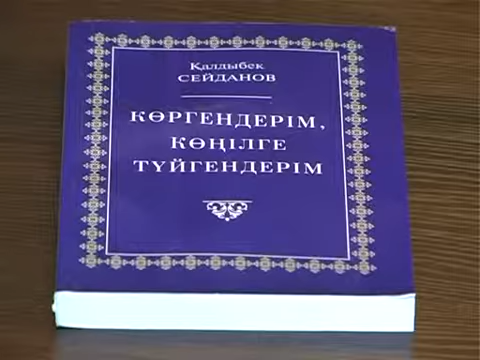 Қалдыбек
СЕЙДАНОВ
КӨРГЕНДЕРІМ,
КӨҢІЛГЕ
ТҮЙГЕНДЕРІМ